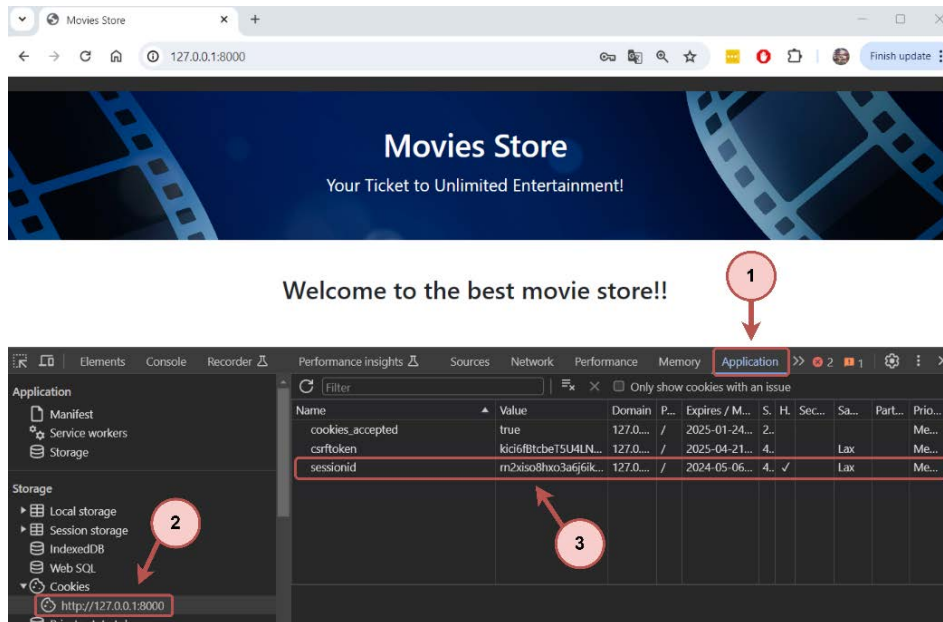 Movies Store
127.0.0.1:8000
Finish update
Movies Store
Your Ticket to Unlimited Entertainment!
Welcome to the best movie store!!
1
Elements Console Recorder Performance insights Sources Network Performance Memory Application 2 1
Application
Manifest
Service workers
Storage
Storage
Local storage
Session storage
IndexedDB
Web SQL
Cookies
http://127.0.0.1:8000
2
Filter Only show cookies with an issue
Name Value Domain P... Expires / M... S. H. Sec... Sa... Part... Prio...
cookies_accepted true 127.0.... / 2025-01-24... 2.. Me...
csrftoken kici6fBtcbeT5U4LN... 127.0.... / 2025-04-21... 4.. Lax Me...
sessionid rn2xiso8hxo3a6j6ik... 127.0.... / 2024-05-06... 4.. ✓ Lax Me...
3